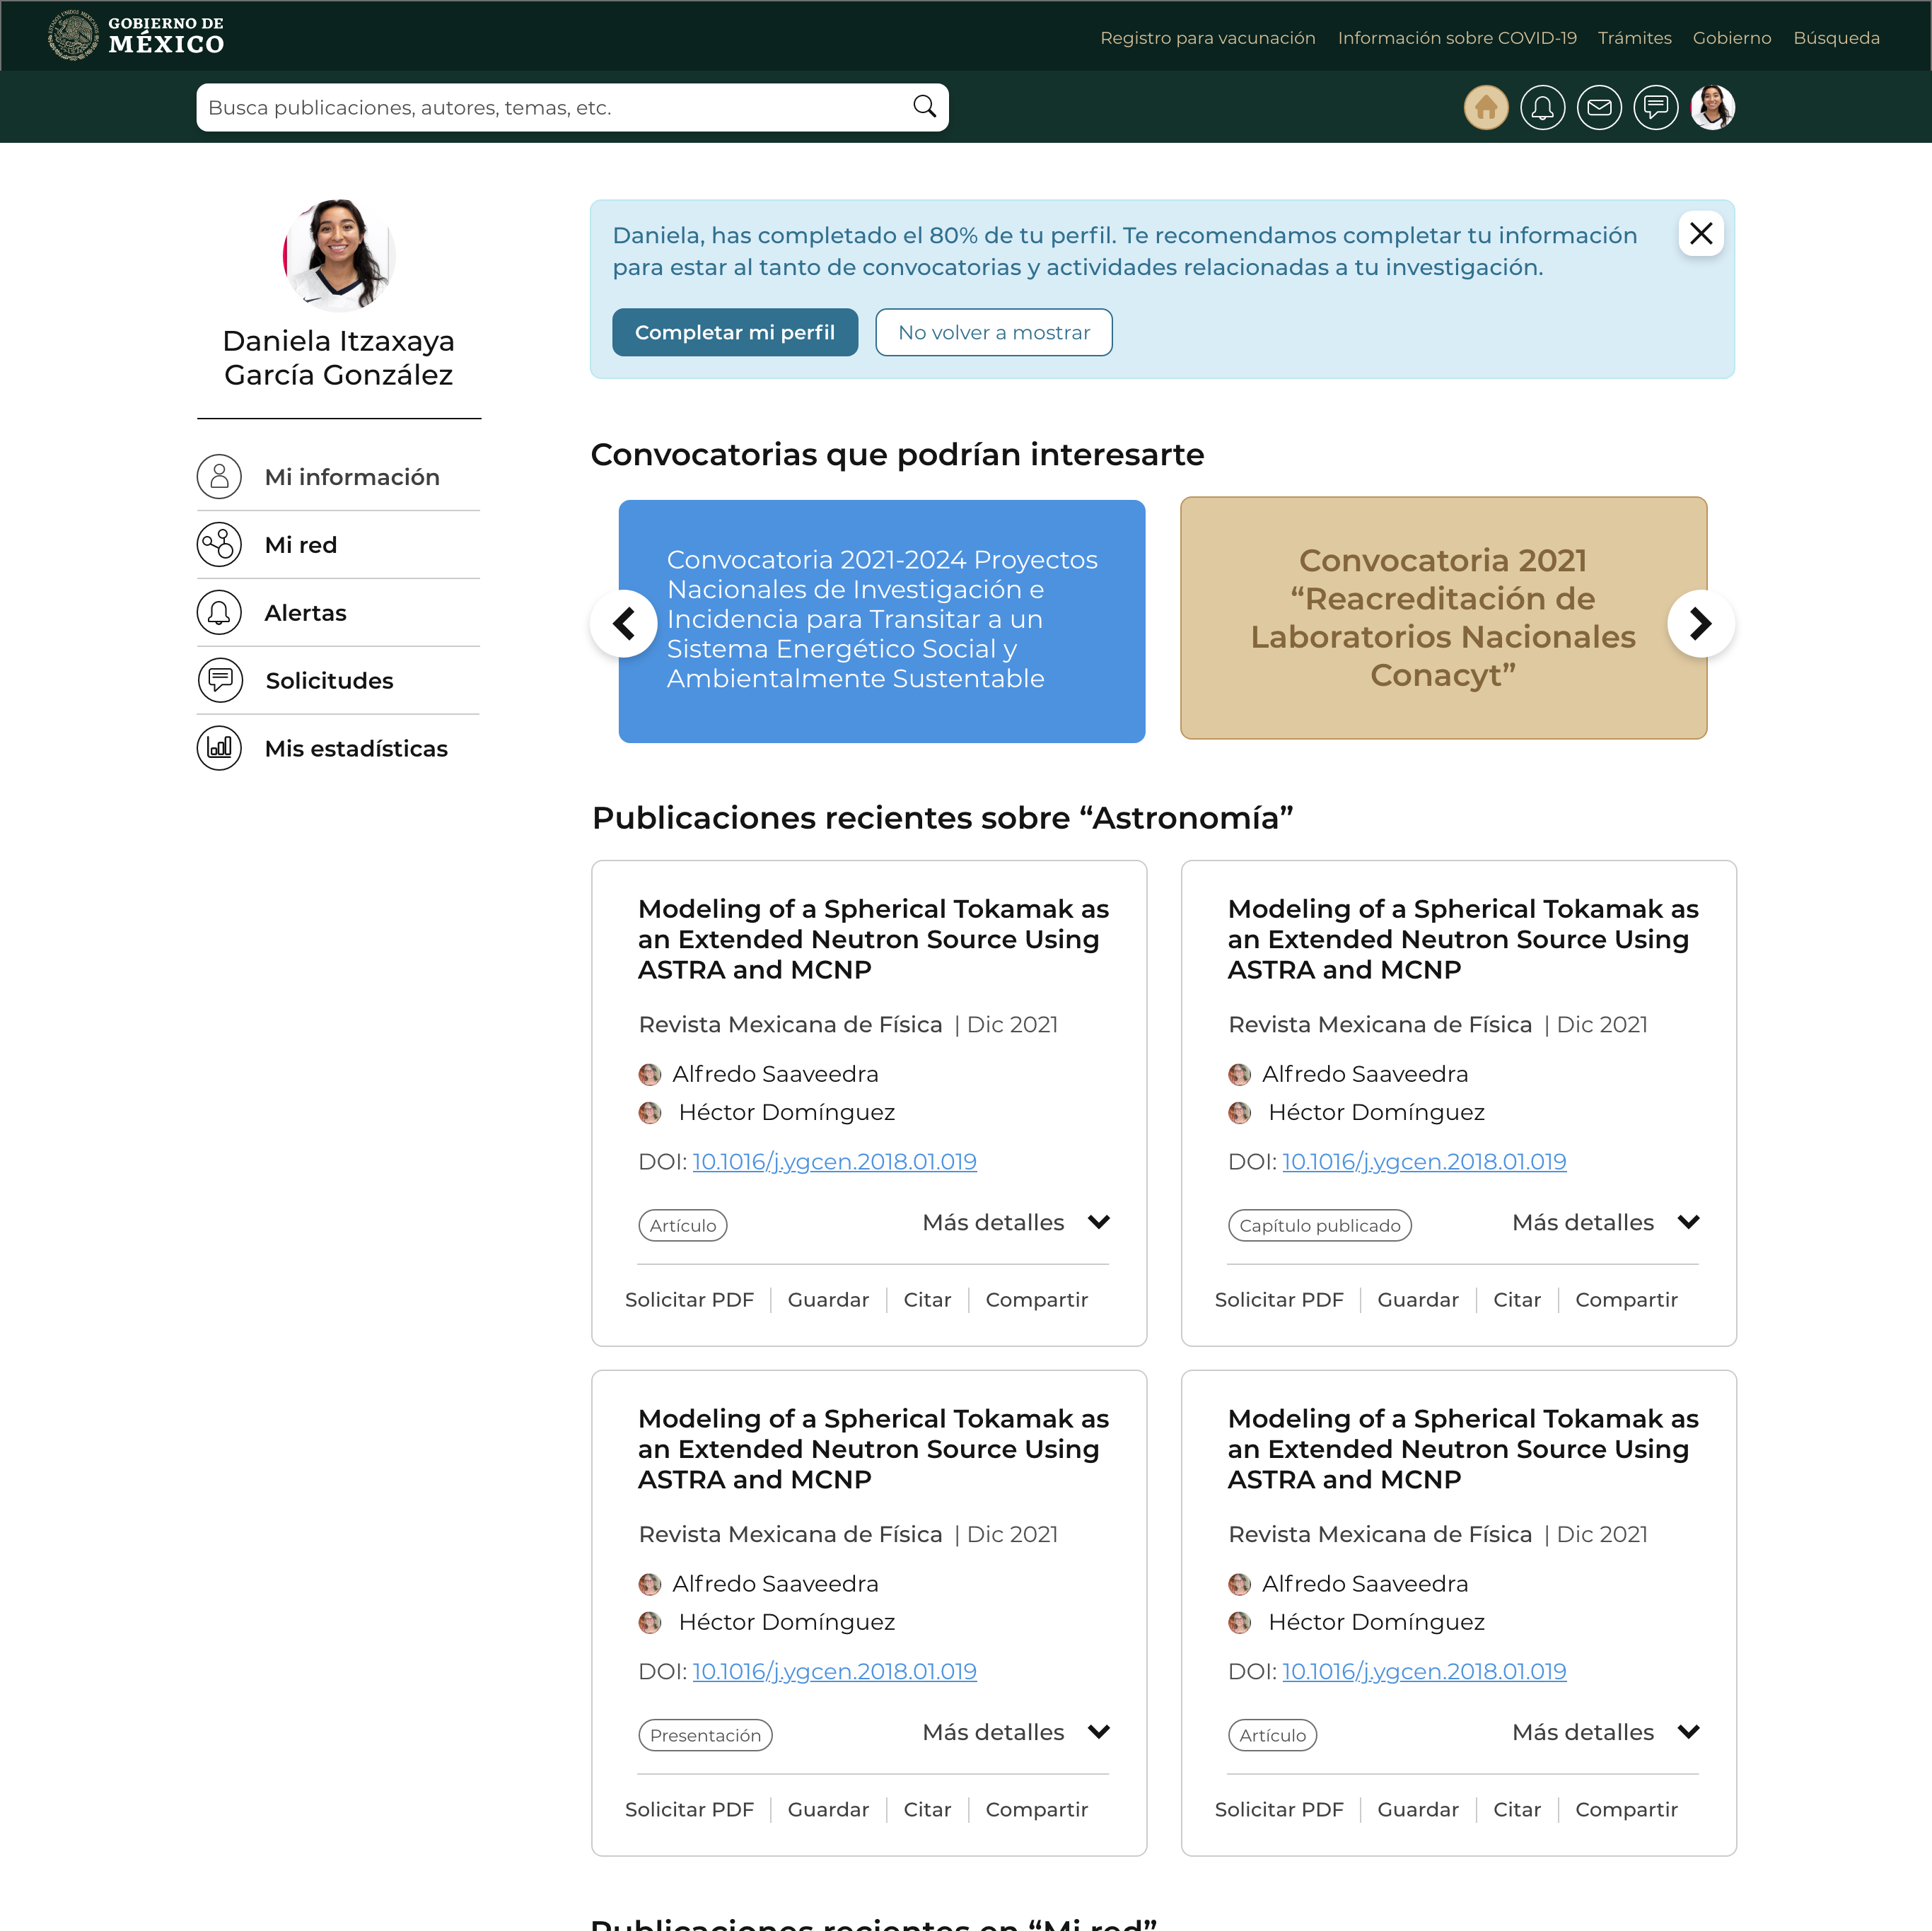 GOBIERNO DE
MÉXICO
Registro para vacunación
Información sobre COVID-19
Trámites
Gobierno
Búsqueda
Busca publicaciones, autores, temas, etc.
Daniela Itzaxaya
García González
Mi información
Mi red
Alertas
Solicitudes
Mis estadísticas
Daniela, has completado el 80% de tu perfil. Te recomendamos completar tu información
para estar al tanto de convocatorias y actividades relacionadas a tu investigación.
Completar mi perfil
No volver a mostrar
Convocatorias que podrían interesarte
Convocatoria 2021-2024 Proyectos
Nacionales de Investigación e
Incidencia para Transitar a un
Sistema Energético Social y
Ambientalmente Sustentable
Convocatoria 2021
“Reacreditación de
Laboratorios Nacionales
Conacyt”
Publicaciones recientes sobre “Astronomía”
Modeling of a Spherical Tokamak as
an Extended Neutron Source Using
ASTRA and MCNP
Revista Mexicana de Física | Dic 2021
Alfredo Saaveedra
Héctor Domínguez
DOI: 10.1016/j.ygcen.2018.01.019
Artículo
Más detalles
Solicitar PDF | Guardar | Citar | Compartir
Modeling of a Spherical Tokamak as
an Extended Neutron Source Using
ASTRA and MCNP
Revista Mexicana de Física | Dic 2021
Alfredo Saaveedra
Héctor Domínguez
DOI: 10.1016/j.ygcen.2018.01.019
Capítulo publicado
Más detalles
Solicitar PDF | Guardar | Citar | Compartir
Modeling of a Spherical Tokamak as
an Extended Neutron Source Using
ASTRA and MCNP
Revista Mexicana de Física | Dic 2021
Alfredo Saaveedra
Héctor Domínguez
DOI: 10.1016/j.ygcen.2018.01.019
Presentación
Más detalles
Solicitar PDF | Guardar | Citar | Compartir
Modeling of a Spherical Tokamak as
an Extended Neutron Source Using
ASTRA and MCNP
Revista Mexicana de Física | Dic 2021
Alfredo Saaveedra
Héctor Domínguez
DOI: 10.1016/j.ygcen.2018.01.019
Artículo
Más detalles
Solicitar PDF | Guardar | Citar | Compartir
Publicaciones recientes en “Mi red”